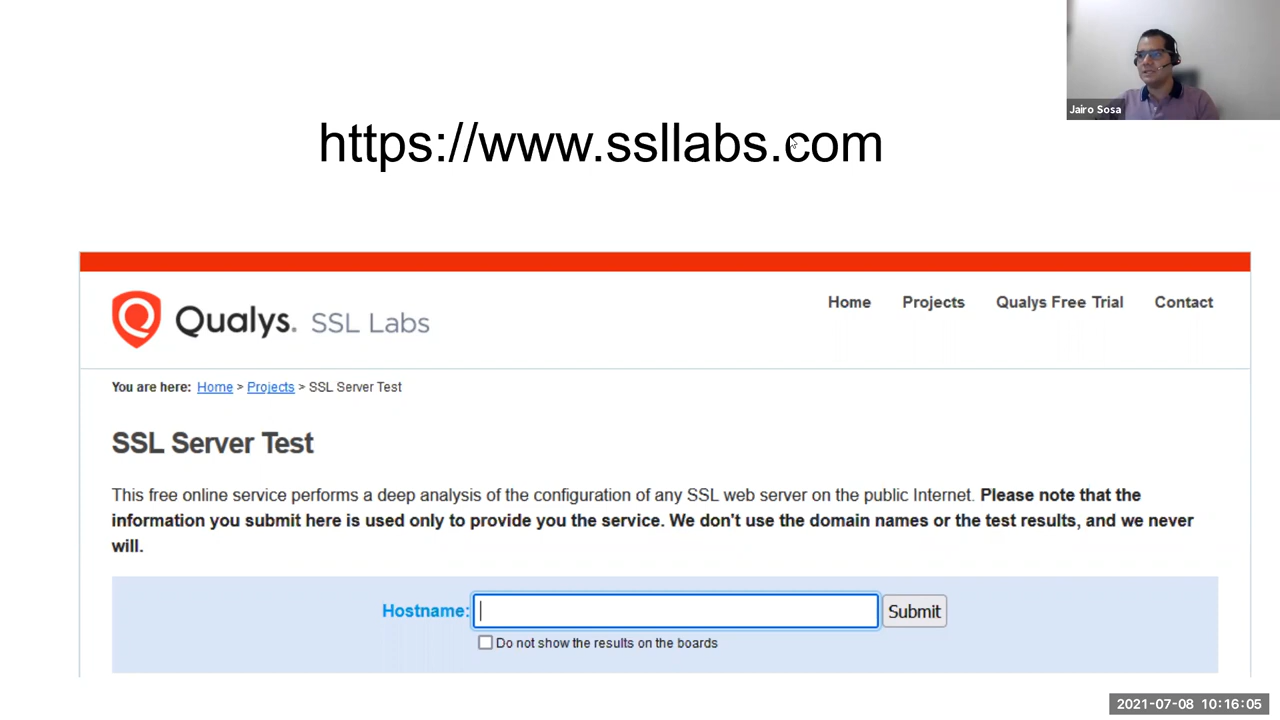 Jairo Sosa
https://www.ssllabs.com
Qualys. SSL Labs
Home Projects Qualys Free Trial Contact
You are here: Home > Projects > SSL Server Test
SSL Server Test
This free online service performs a deep analysis of the configuration of any SSL web server on the public Internet. Please note that the
information you submit here is used only to provide you the service. We don't use the domain names or the test results, and we never
will.
Hostname: Submit
Do not show the results on the boards
2021-07-08 10:16:05